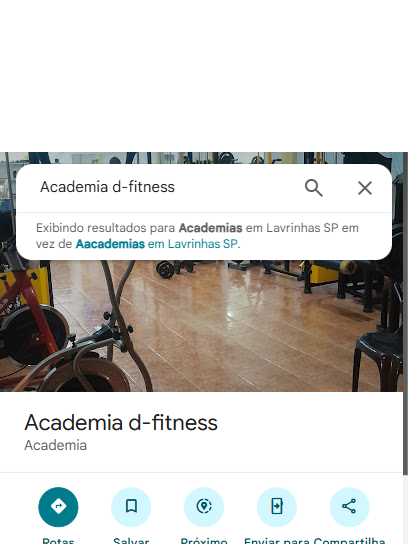 Academia d-fitness
Exibindo resultados para Academias em Lavrinhas SP em
vez de Aacademias em Lavrinhas SP.
Academia d-fitness
Academia
Rotas Salvar Próximo Enviar para Compartilha